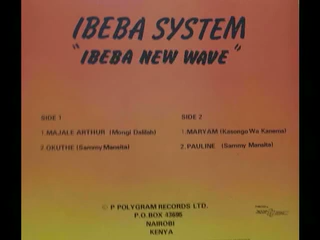 IBEBA SYSTEM
"IBEBA NEW WAVE"
SIDE 1
1.MAJALE ARTHUR (Mongi Delilah)
2.OKUTHE (Sammy Mansita)
SIDE 2
1.MARYAM (Kasongo Wa Kanema)
2.PAULINE (Sammy Mansita)
© P POLYGRAM RECORDS LTD.
P.O.BOX 43695
NAIROBI
KENYA